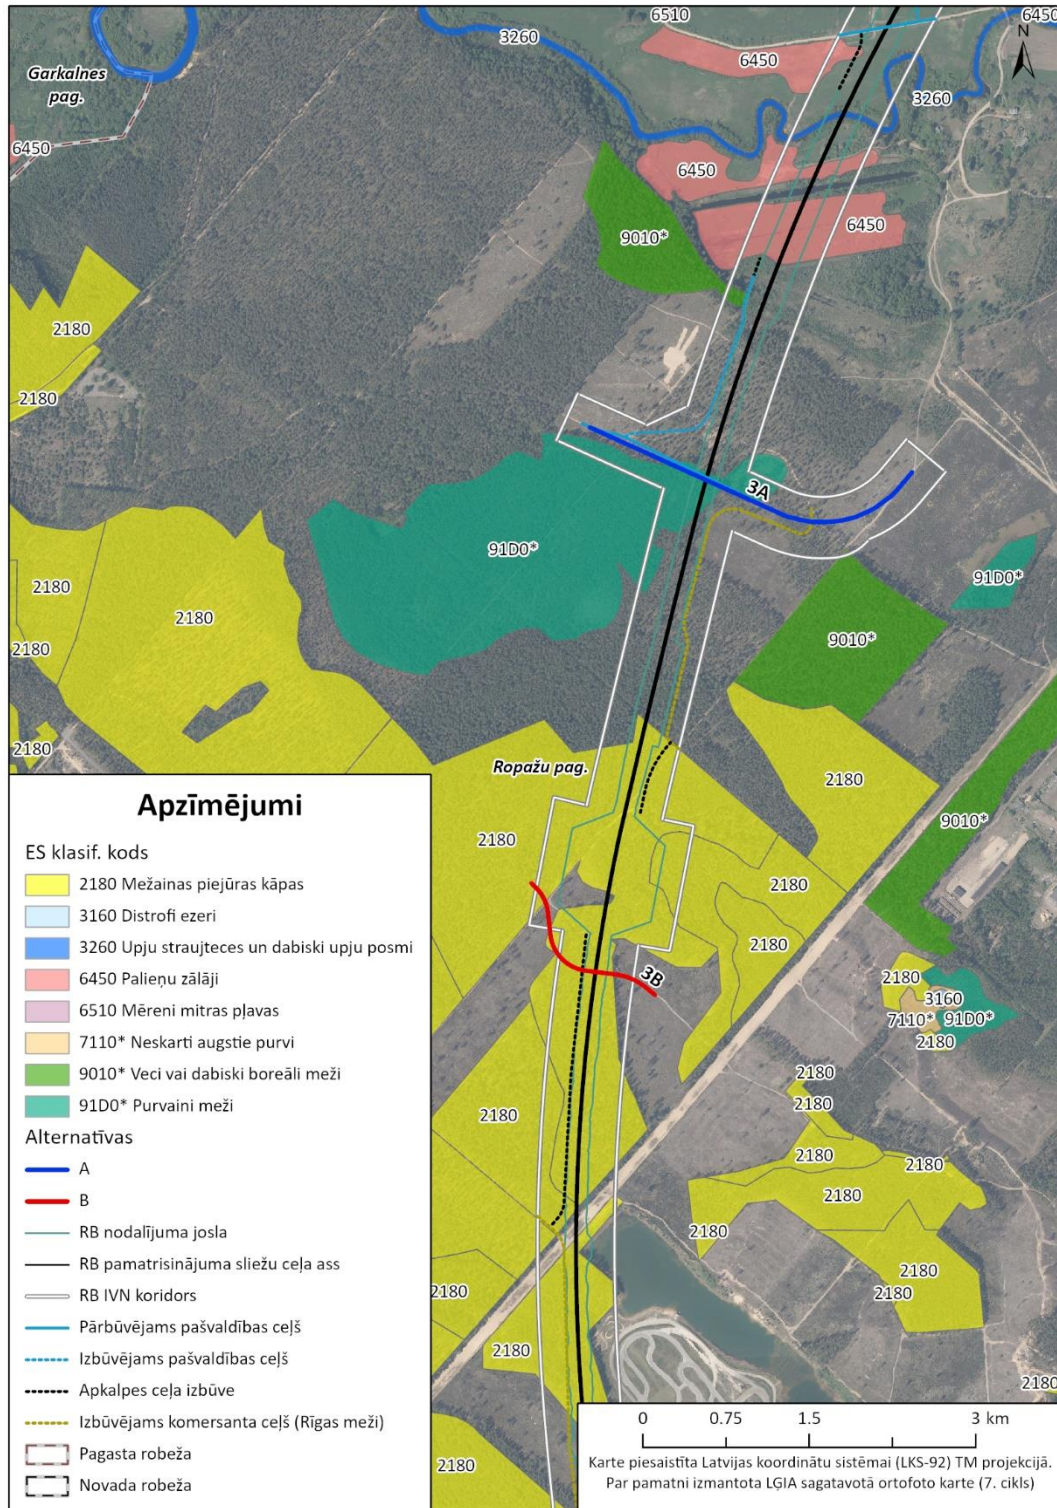 6510
6450
3260
6450
N
Garkalnes
pag.
3260
6450
6450
9010*
6450
2180
2180
3A
91D0*
91D0*
2180
2180
2180
9010*
2180
Ropažu pag.
2180
2180
9010*
2180
2180
3B
2180
3160
7110*
91D0*
2180
2180
2180
2180
2180
2180
2180
2180
2180
2180
2180
2180
2180
2180
Apzīmējumi
ES klasif. kods
2180 Mežainas piejūras kāpas
3160 Distrofi ezeri
3260 Upju straujteces un dabiski upju posmi
6450 Palieņu zālāji
6510 Mēreni mitras pļavas
7110* Neskarti augstie purvi
9010* Veci vai dabiski boreāli meži
91D0* Purvaini meži
Alternatīvas
A
B
RB nodalījuma josla
RB pamatrisinājuma sliežu ceļa ass
RB IVN koridors
Pārbūvējams pašvaldības ceļš
Izbūvējams pašvaldības ceļš
Apkalpes ceļa izbūve
Izbūvējams komersanta ceļš (Rīgas meži)
Pagasta robeža
Novada robeža
0 0.75 1.5 3 km
Karte piesaistīta Latvijas koordinātu sistēmai (LKS-92) TM projekcijā.
Par pamatni izmantota LĢIA sagatavotā ortofoto karte (7. cikls)